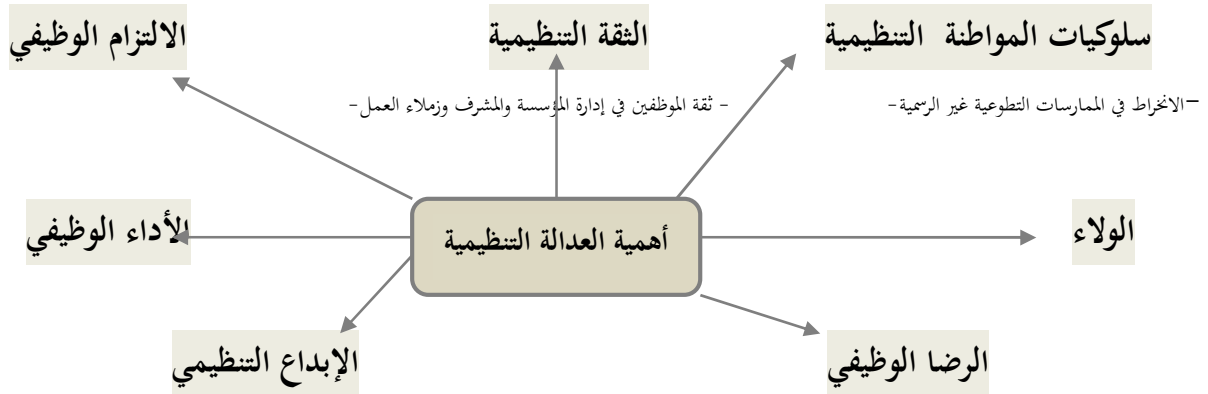 سلوكيات المواطنة التنظيمية
الثقة التنظيمية
الالتزام الوظيفي
–الانخراط في الممارسات التطوعية غير الرسمية-
- ثقة الموظفين في إدارة المؤسسة والمشرف وزملاء العمل-
الولاء
أهمية العدالة التنظيمية
الأداء الوظيفي
الرضا الوظيفي
الإبداع التنظيمي